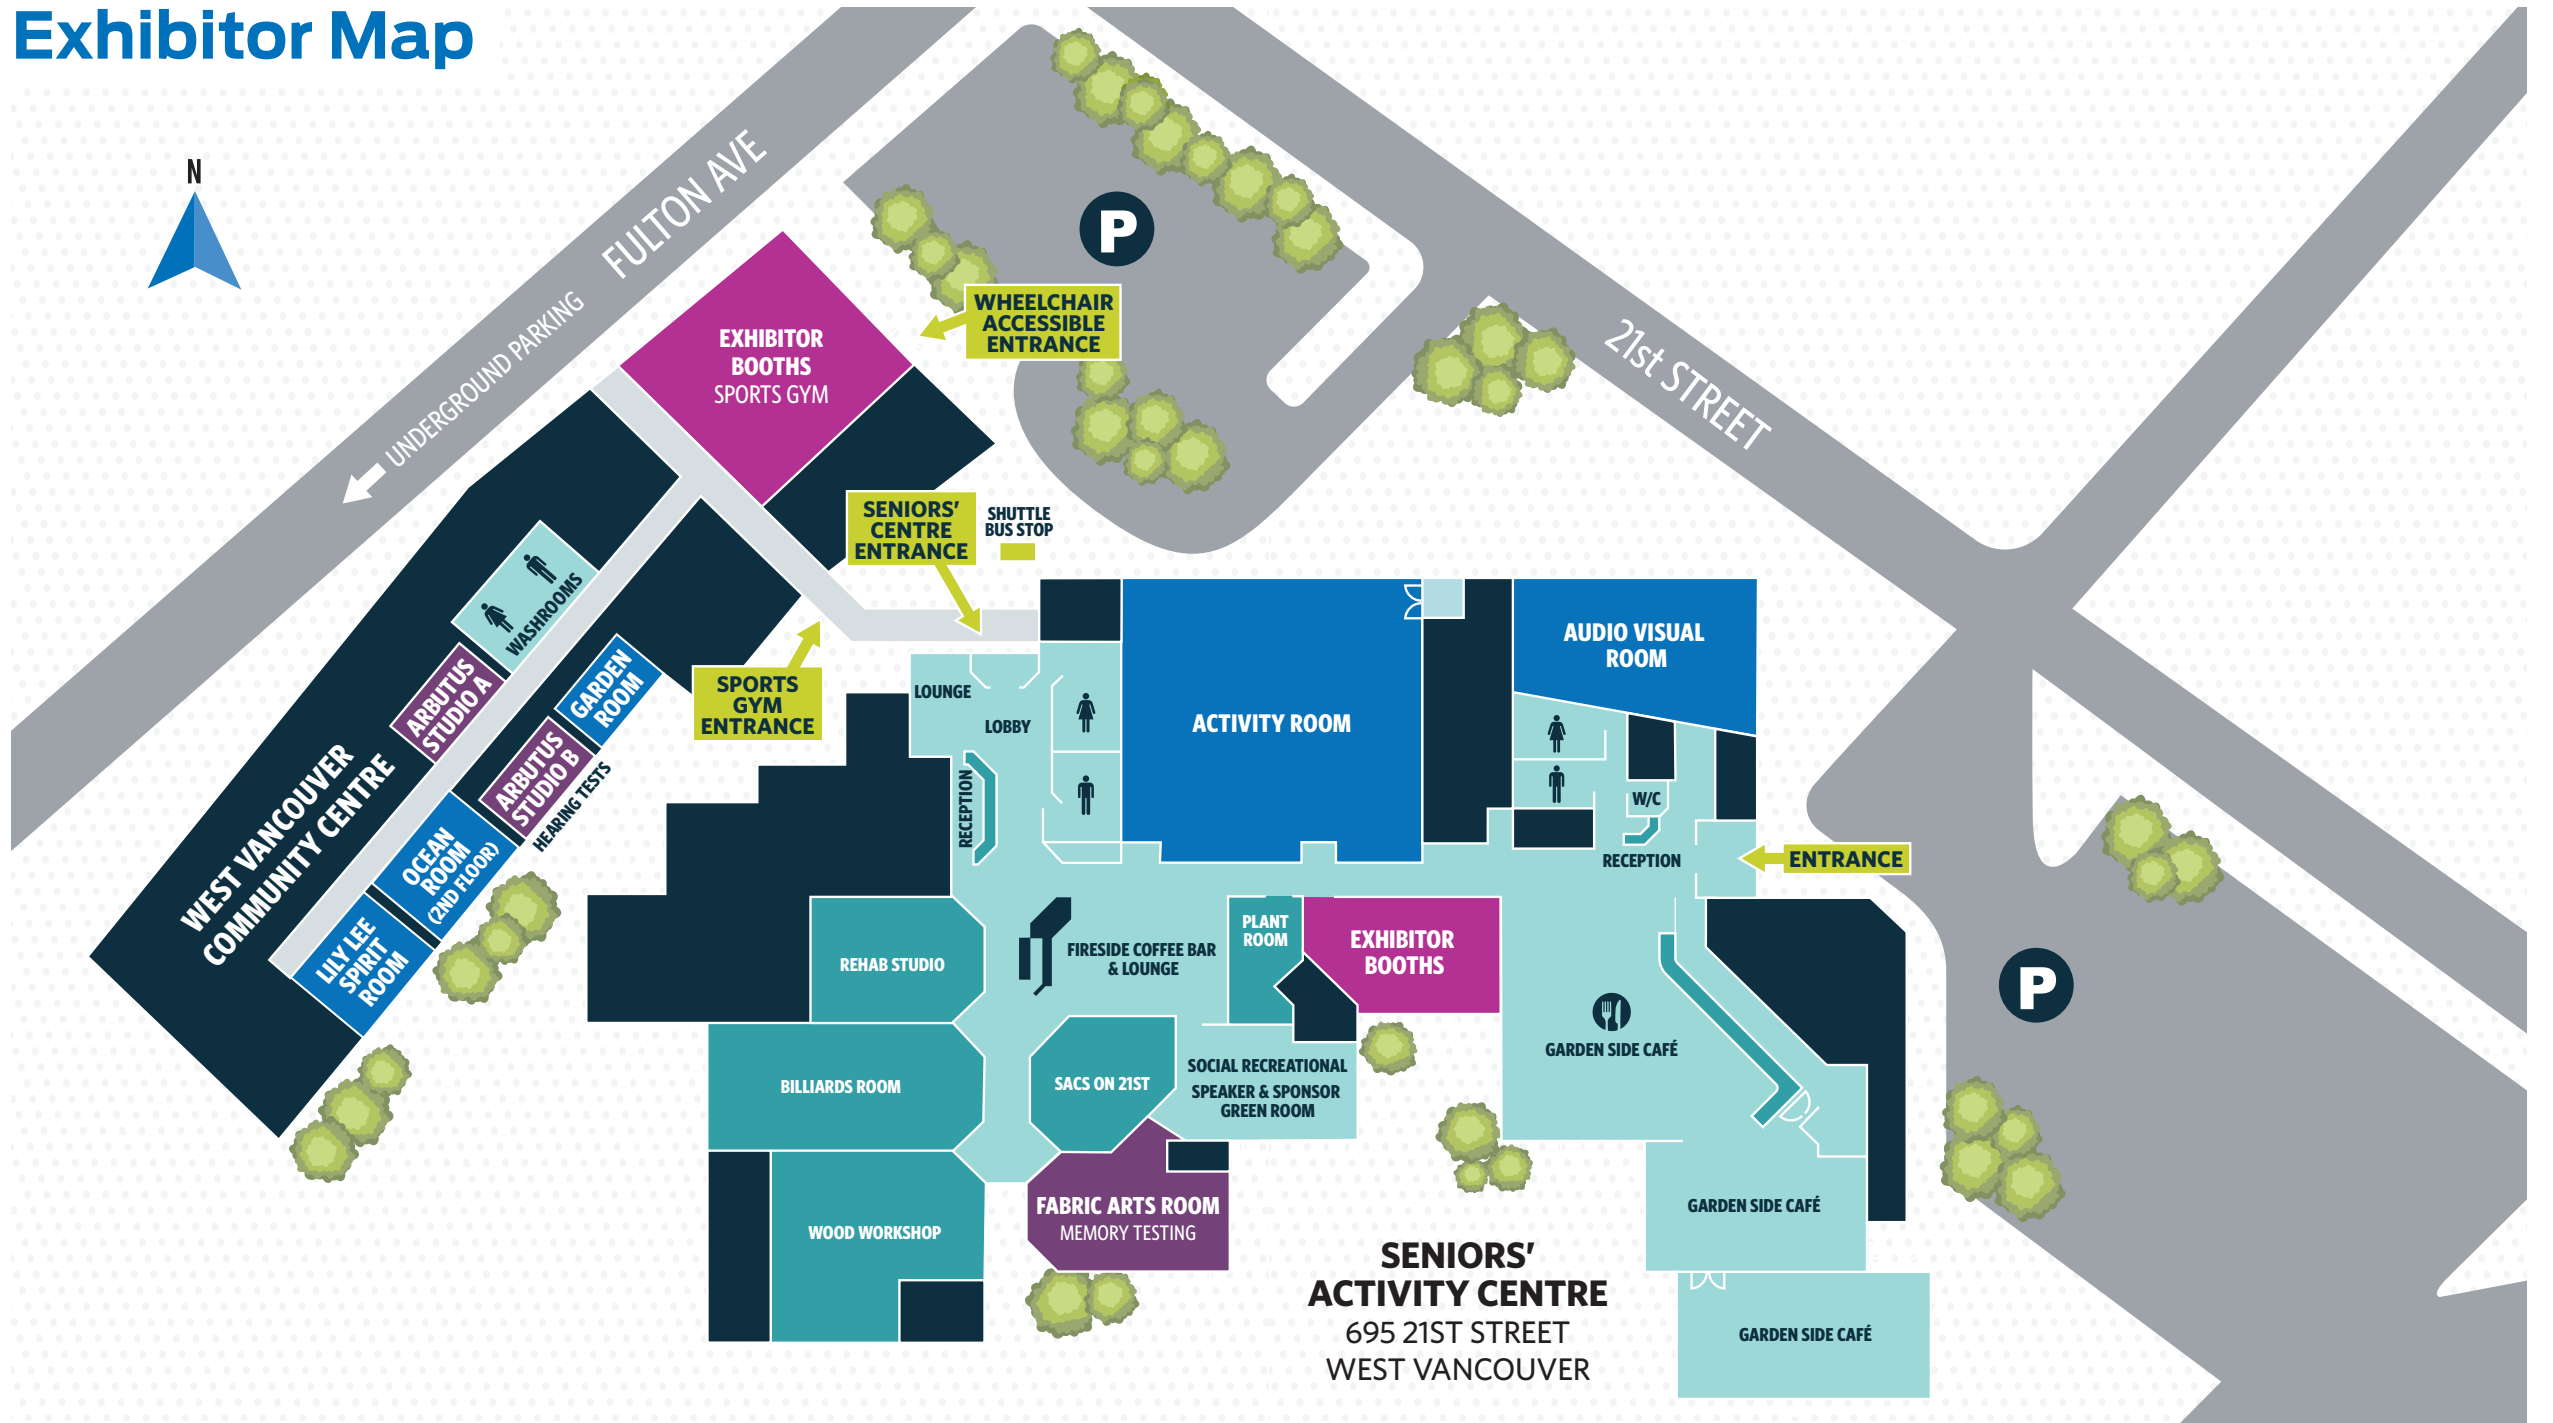 Exhibitor Map
N
FULTON AVE
UNDERGROUND PARKING
P
WHEELCHAIR
ACCESSIBLE
ENTRANCE
EXHIBITOR
BOOTHS
SPORTS GYM
21st STREET
SENIORS'
CENTRE
ENTRANCE
SHUTTLE
BUS STOP
WASHROOMS
ARBUTUS
STUDIO A
GARDEN
ROOM
ARBUTUS
STUDIO B
HEARING TESTS
OCEAN
ROOM
(2ND FLOOR)
LILY LEE
SPIRIT
ROOM
WEST VANCOUVER
COMMUNITY CENTRE
SPORTS
GYM
ENTRANCE
LOUNGE
LOBBY
RECEPTION
ACTIVITY ROOM
AUDIO VISUAL
ROOM
W/C
RECEPTION
ENTRANCE
PLANT
ROOM
EXHIBITOR
BOOTHS
FIRESIDE COFFEE BAR
& LOUNGE
REHAB STUDIO
P
GARDEN SIDE CAFÉ
SOCIAL RECREATIONAL
SPEAKER & SPONSOR
GREEN ROOM
SACS ON 21ST
BILLIARDS ROOM
FABRIC ARTS ROOM
MEMORY TESTING
WOOD WORKSHOP
GARDEN SIDE CAFÉ
SENIORS'
ACTIVITY CENTRE
695 21ST STREET
WEST VANCOUVER
GARDEN SIDE CAFÉ